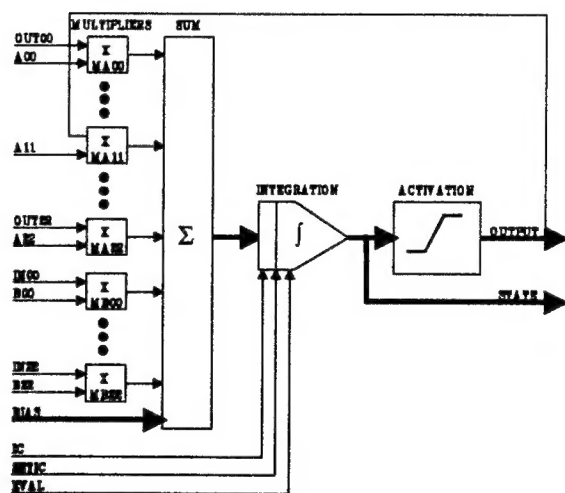 MULTIPLIERS SUM
OUT00
A00
X
MA00
A11
X
MA11
OUT22
A22
X
MA22
IN00
B00
X
MB00
IN22
B22
X
MB22
BIAS
Σ
INTEGRATION
∫
ACTIVATION
OUTPUT
STATE
IC
SETIC
EVAL